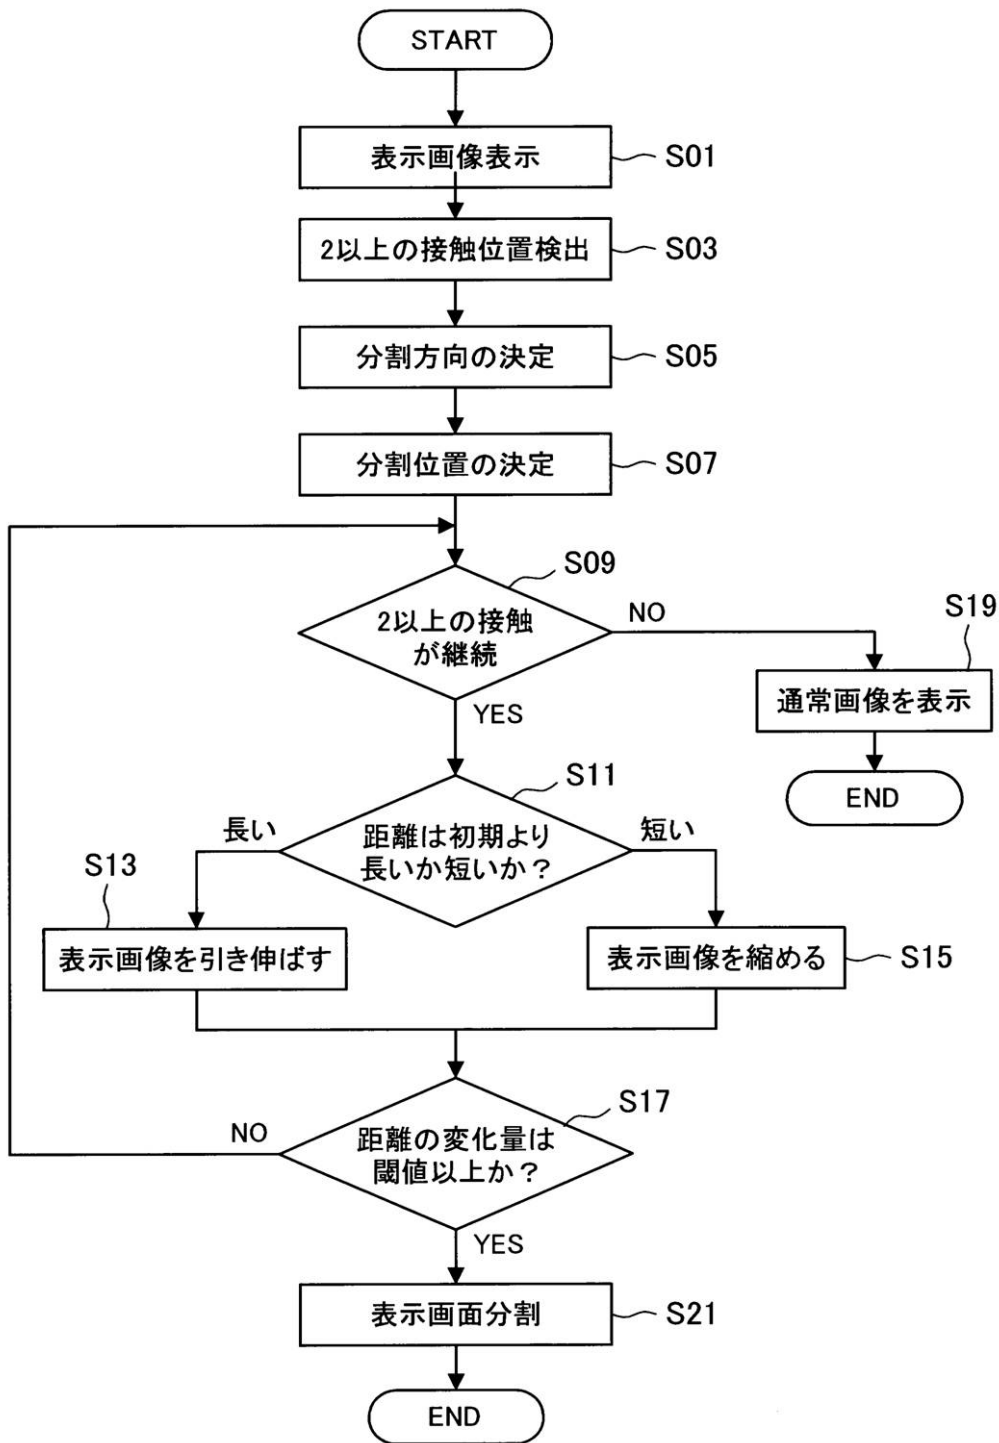 START
表示画像表示
S01
2以上の接触位置検出
S03
分割方向の決定
S05
分割位置の決定
S07
S09
2以上の接触
が継続
NO
S19
通常画像を表示
END
YES
S11
距離は初期より
長いか短いか？
長い
短い
S13
表示画像を引き伸ばす
表示画像を縮める
S15
S17
距離の変化量は
閾値以上か？
NO
YES
表示画面分割
S21
END